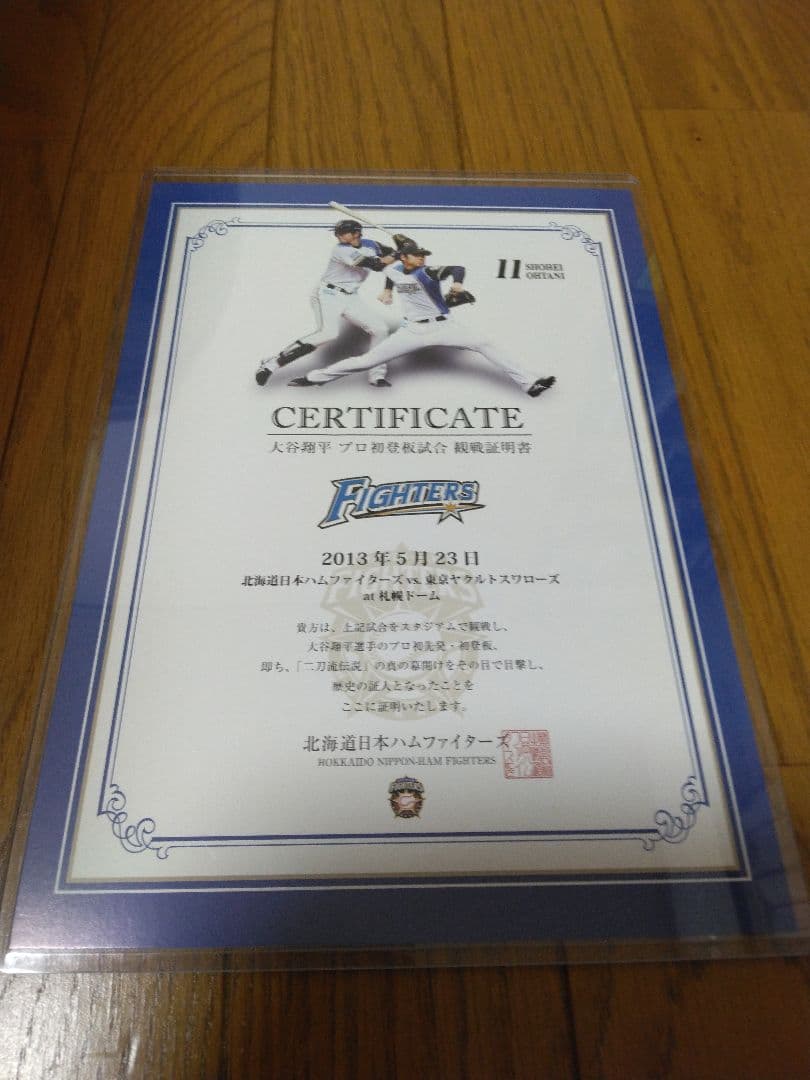 11 SHOHEI
OHTANI
CERTIFICATE
大谷翔平 プロ初登板試合 観戦証明書
FIGHTERS
2013年5月23日
北海道日本ハムファイターズ vs. 東京ヤクルトスワローズ
at 札幌ドーム
貴方は、上記試合をスタジアムで観戦し、
大谷翔平選手のプロ初先発・初登板、
即ち、「二刀流伝説」の真の幕開けをその目で目撃し、
歴史の証人となったことを
ここに証明いたします。
北海道日本ハムファイターズ
HOKKAIDO NIPPON-HAM FIGHTERS
FIGHTERS